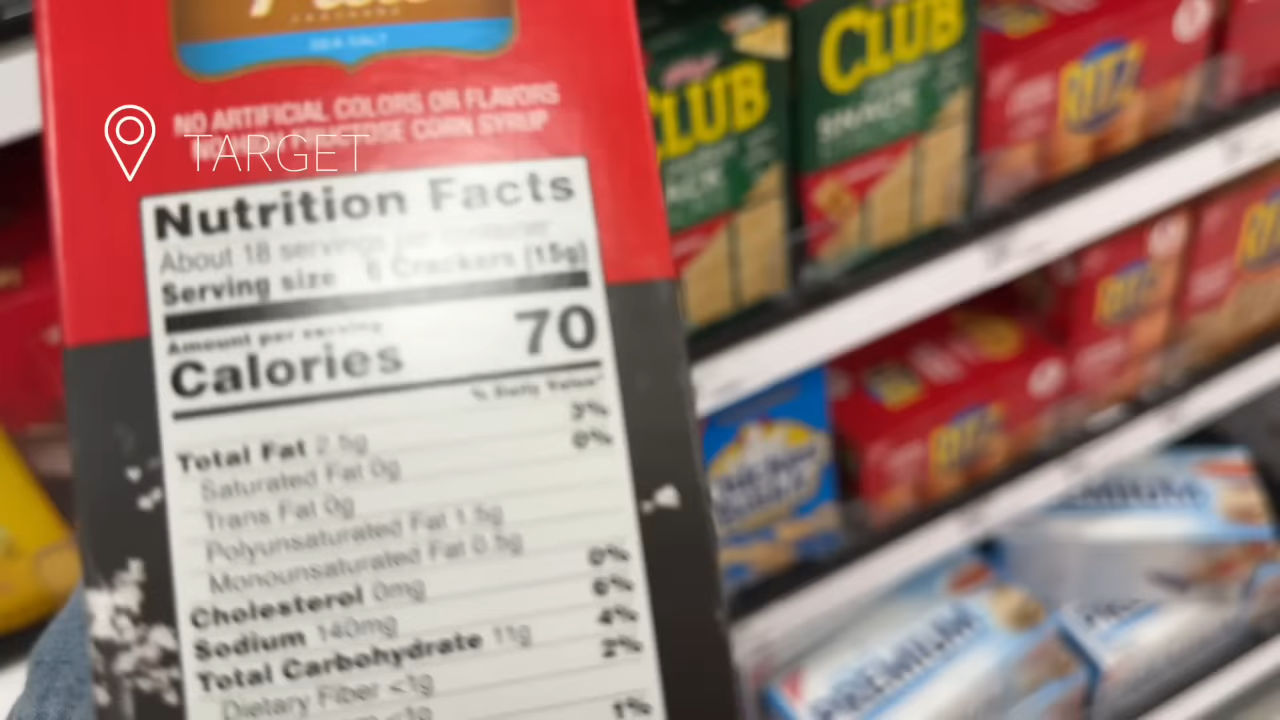 SEA SALT
NO ARTIFICIAL COLORS OR FLAVORS
CORN SYRUP
TARGET
Nutrition Facts
About 18 servings per container
Serving size 6 Crackers (15g)
Amount per serving
Calories 70
% Daily Value*
Total Fat 2.5g 3%
Saturated Fat 0g 0%
Trans Fat 0g
Polyunsaturated Fat 1.5g
Monounsaturated Fat 0.5g
Cholesterol 0mg 0%
Sodium 140mg 6%
Total Carbohydrate 11g 4%
Dietary Fiber <1g 2%
<1g
1%
CLUB
CLUB
SNACK
RITZ
RITZ
RITZ
RITZ
PREMIUM